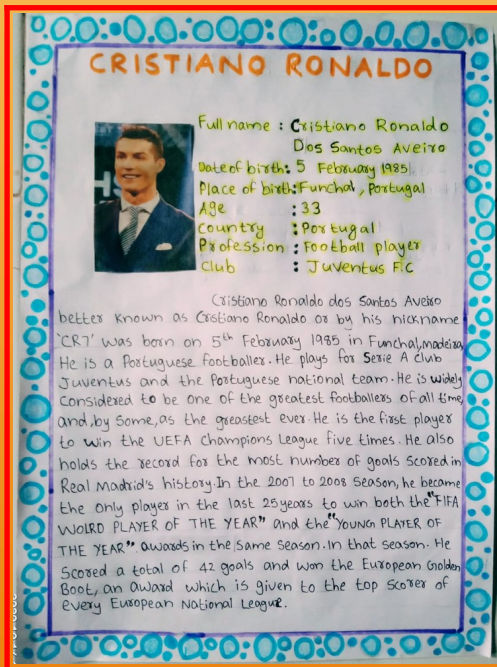 CRISTIANO RONALDO
Full name : Cristiano Ronaldo
Dos Santos Aveiro
Date of birth: 5 February 1985
Place of birth: Funchal, Portugal
Age : 33
Country : Portugal
Profession : Football player
Club : Juventus F.C
Cristiano Ronaldo dos Santos Aveiro
better known as Cristiano Ronaldo or by his nickname
'CR7' was born on 5th February 1985 in Funchal, madeira,
He is a Portuguese footballer. He plays for Serie A club
Juventus and the Portuguese national team. He is widely
Considered to be one of the greatest footballers of all time,
and, by some, as the greastest ever. He is the first player
to win the UEFA Champions League five times. He also
holds the record for the most number of goals scored in
Real Madrid's history. In the 2007 to 2008 season, he became
the only player in the last 25 years to win both the "FIFA
WOLRD PLAYER OF THE YEAR" and the "YOUNG PLAYER OF
THE YEAR". awards in the same season. In that season. He
Scored a total of 42 goals and won the European Golden
Boot, an award which is given to the top scorer of
every European National League.